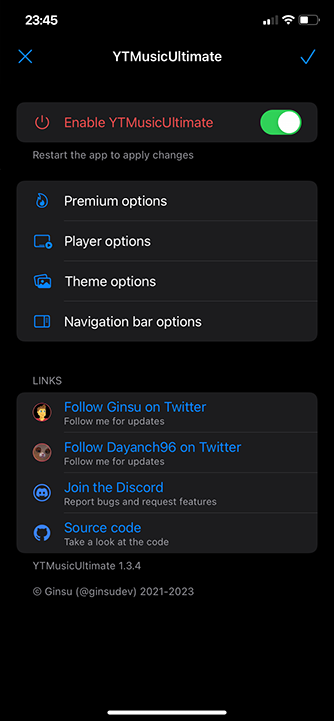 23:45
YTMusicUltimate
Enable YTMusicUltimate
Restart the app to apply changes
Premium options
Player options
Theme options
Navigation bar options
LINKS
Follow Ginsu on Twitter
Follow me for updates
Follow Dayanch96 on Twitter
Follow me for updates
Join the Discord
Report bugs and request features
Source code
Take a look at the code
YTMusicUltimate 1.3.4
© Ginsu (@ginsudev) 2021-2023